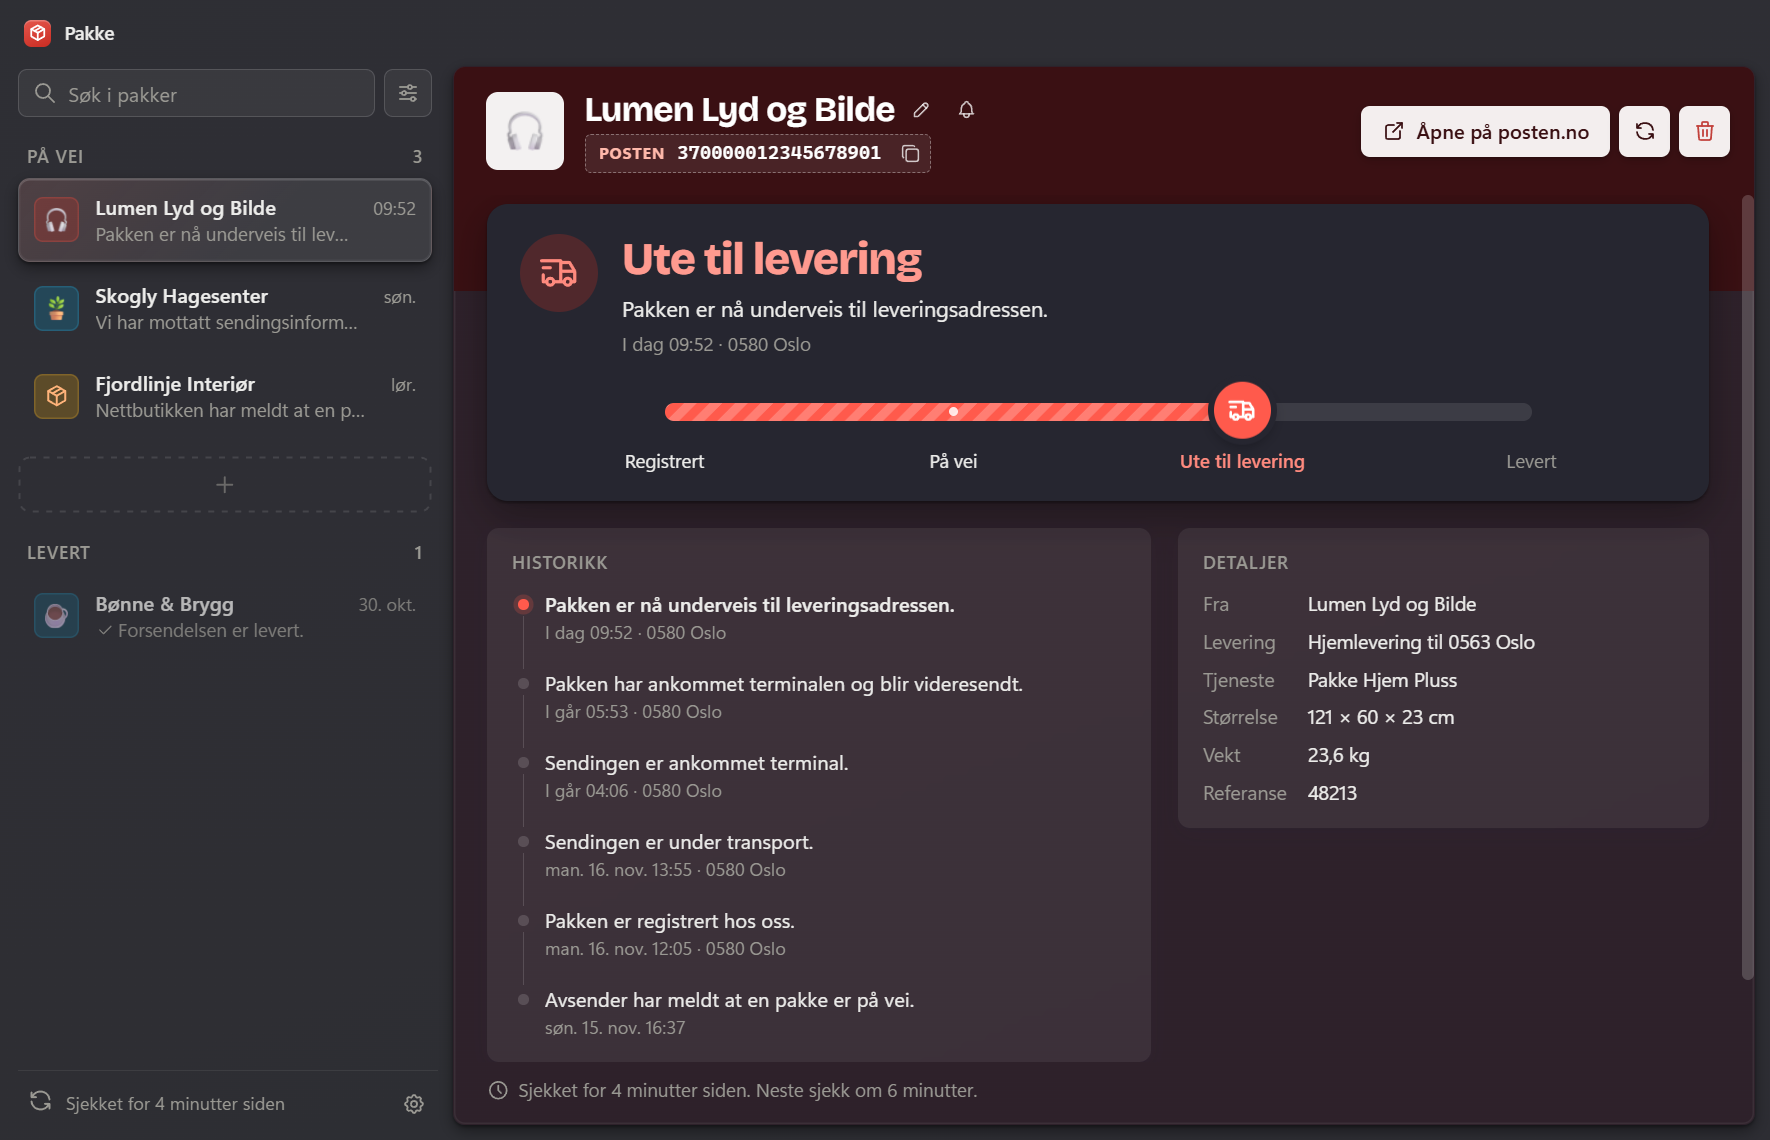 Pakke
Søk i pakker
PÅ VEI 3
Lumen Lyd og Bilde 09:52
Pakken er nå underveis til lev...
Skogly Hagesenter søn.
Vi har mottatt sendingsinform...
Fjordlinje Interiør lør.
Nettbutikken har meldt at en p...
LEVERT 1
Bønne & Brygg 30. okt.
Forsendelsen er levert.
Sjekket for 4 minutter siden
Lumen Lyd og Bilde
POSTEN 370000012345678901
Åpne på posten.no
Ute til levering
Pakken er nå underveis til leveringsadressen.
I dag 09:52 · 0580 Oslo
Registrert På vei Ute til levering Levert
HISTORIKK
Pakken er nå underveis til leveringsadressen.
I dag 09:52 · 0580 Oslo
Pakken har ankommet terminalen og blir videresendt.
I går 05:53 · 0580 Oslo
Sendingen er ankommet terminal.
I går 04:06 · 0580 Oslo
Sendingen er under transport.
man. 16. nov. 13:55 · 0580 Oslo
Pakken er registrert hos oss.
man. 16. nov. 12:05 · 0580 Oslo
Avsender har meldt at en pakke er på vei.
søn. 15. nov. 16:37
DETALJER
Fra Lumen Lyd og Bilde
Levering Hjemlevering til 0563 Oslo
Tjeneste Pakke Hjem Pluss
Størrelse 121 × 60 × 23 cm
Vekt 23,6 kg
Referanse 48213
Sjekket for 4 minutter siden. Neste sjekk om 6 minutter.